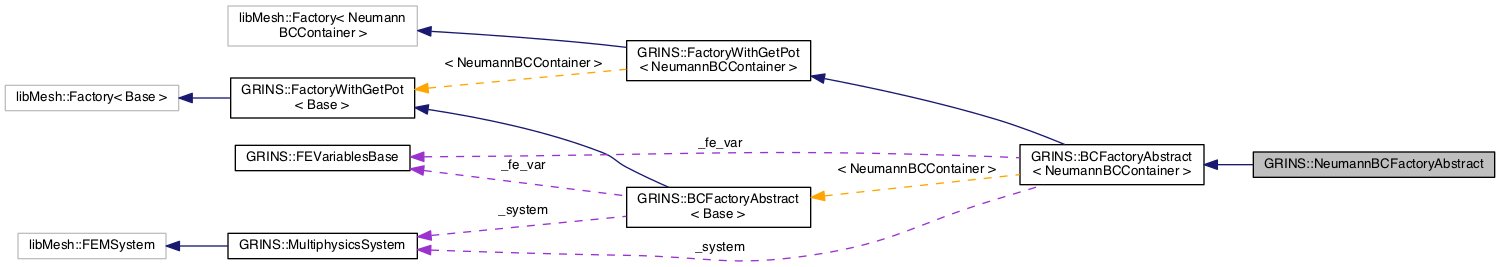 libMesh::Factory< Neumann
BCContainer >
GRINS::FactoryWithGetPot
< NeumannBCContainer >
< NeumannBCContainer >
libMesh::Factory< Base >
GRINS::FactoryWithGetPot
< Base >
_fe_var
GRINS::FEVariablesBase
_fe_var
GRINS::BCFactoryAbstract
< NeumannBCContainer >
GRINS::NeumannBCFactoryAbstract
< NeumannBCContainer >
GRINS::BCFactoryAbstract
< Base >
_system
libMesh::FEMSystem
GRINS::MultiphysicsSystem
_system